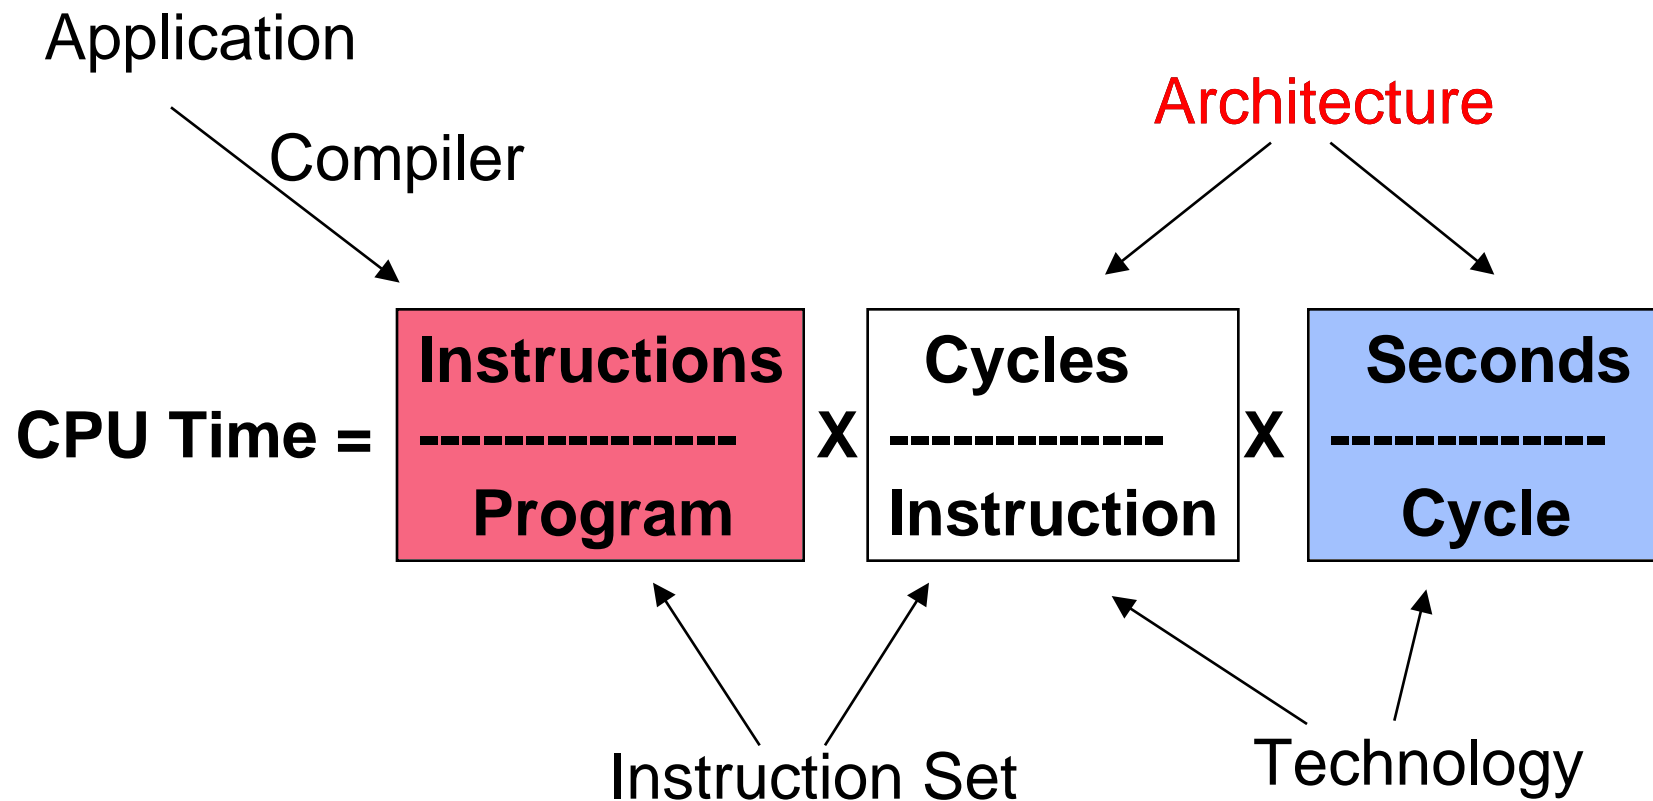 Application
Compiler
Architecture
Instructions Cycles Seconds
CPU Time = -------------- X ------------ X ------------
Program Instruction Cycle
Instruction Set
Technology